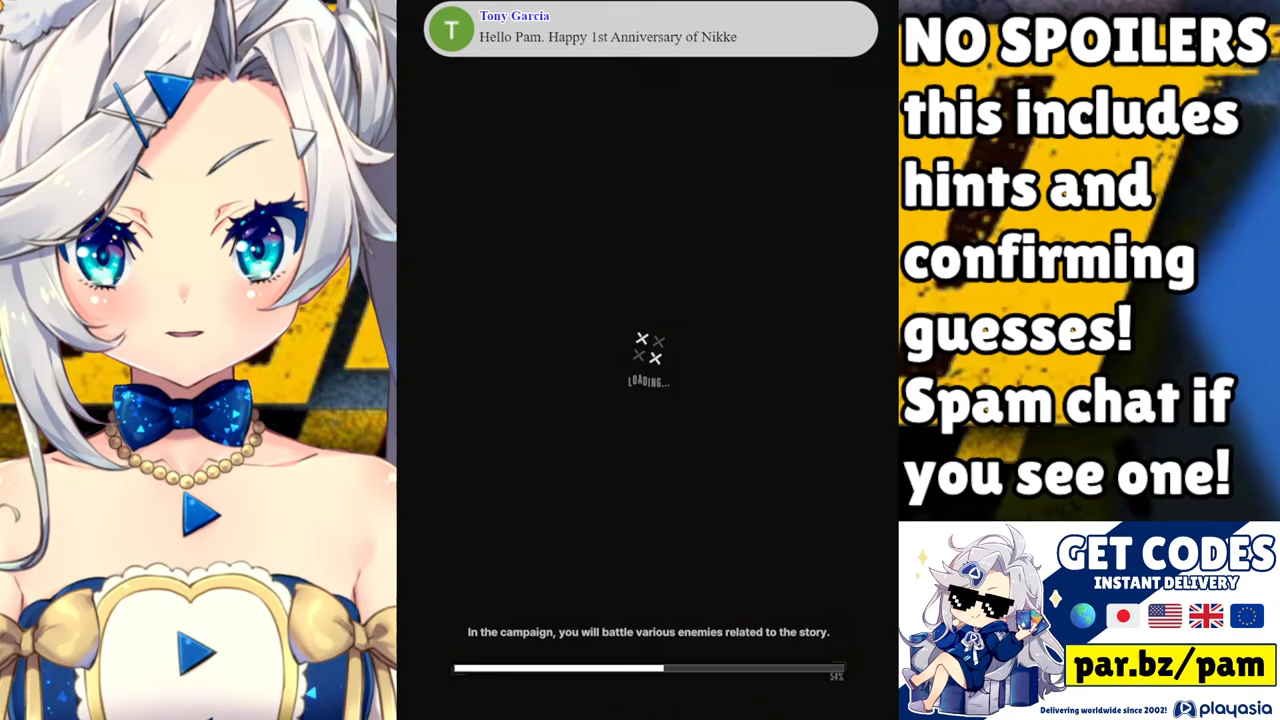 Tony Garcia
Hello Pam. Happy 1st Anniversary of Nikke
T
LOADING...
In the campaign, you will battle various enemies related to the story.
54%
NO SPOILERS
this includes
hints and
confirming
guesses!
Spam chat if
you see one!
GET CODES
INSTANT DELIVERY
par.bz/pam
Delivering worldwide since 2002!
playasia